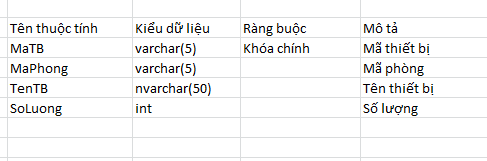 Tên thuộc tính Kiểu dữ liệu Ràng buộc Mô tả
MaTB varchar(5) Khóa chính Mã thiết bị
MaPhong varchar(5) Mã phòng
TenTB nvarchar(50) Tên thiết bị
SoLuong int Số lượng